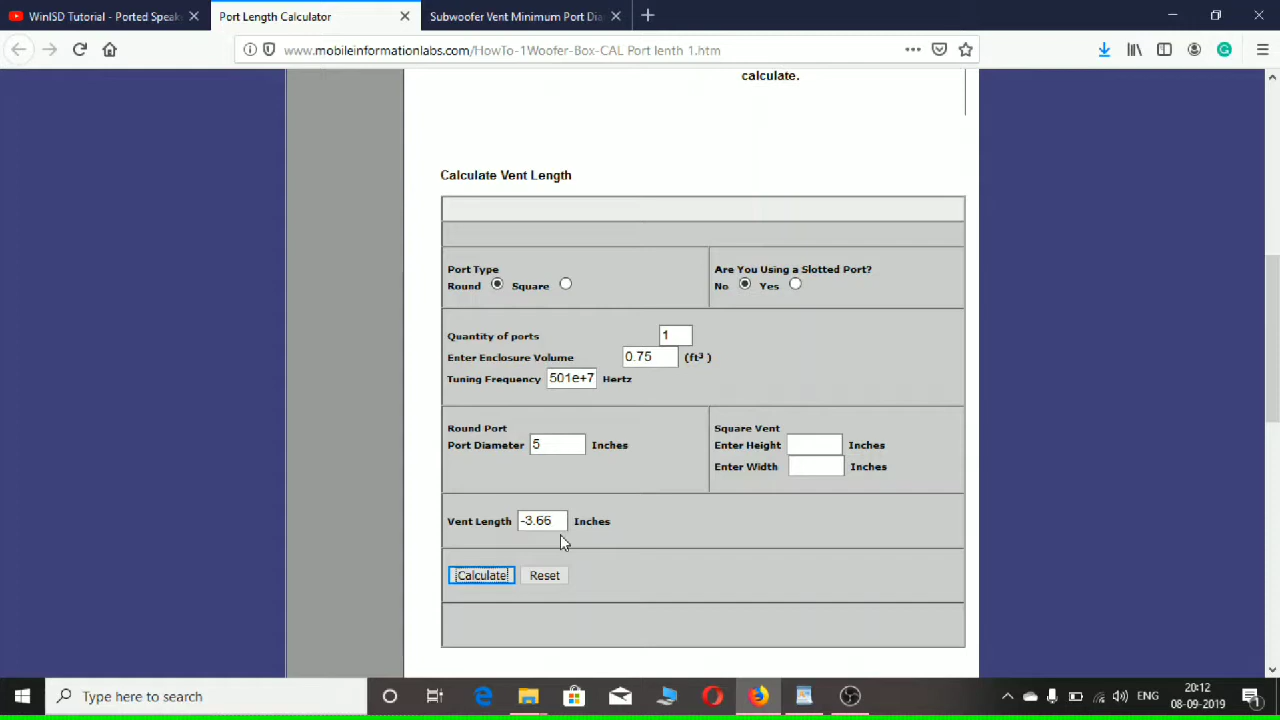 WinISD Tutorial - Ported Speak
Port Length Calculator
Subwoofer Vent Minimum Port Dia
www.mobileinformationlabs.com/HowTo-1Woofer-Box-CAL Port lenth 1.htm
calculate.
Calculate Vent Length
Port Type
Round Square
Are You Using a Slotted Port?
No Yes
Quantity of ports 1
Enter Enclosure Volume 0.75 (ft³ )
Tuning Frequency 501e+7 Hertz
Round Port
Port Diameter 5 Inches
Square Vent
Enter Height Inches
Enter Width Inches
Vent Length -3.66 Inches
Calculate Reset
Type here to search
ENG
20:12
08-09-2019
1